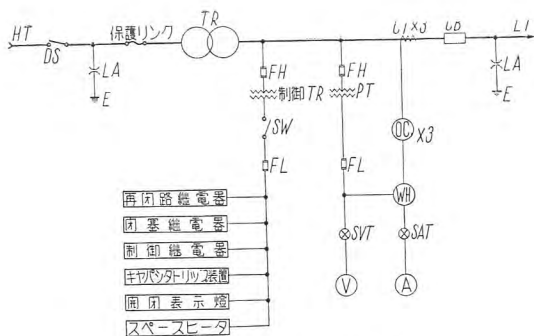 HT
DS
LA
E
保護リンク
TR
CT×3
CB
LT
LA
E
FH
制御TR
SW
FL
FH
PT
FL
OC
×3
WH
SVT
SAT
V
A
再閉路継電器
閉塞継電器
制御継電器
キヤパシタトリップ装置
開閉表示燈
スペースヒータ